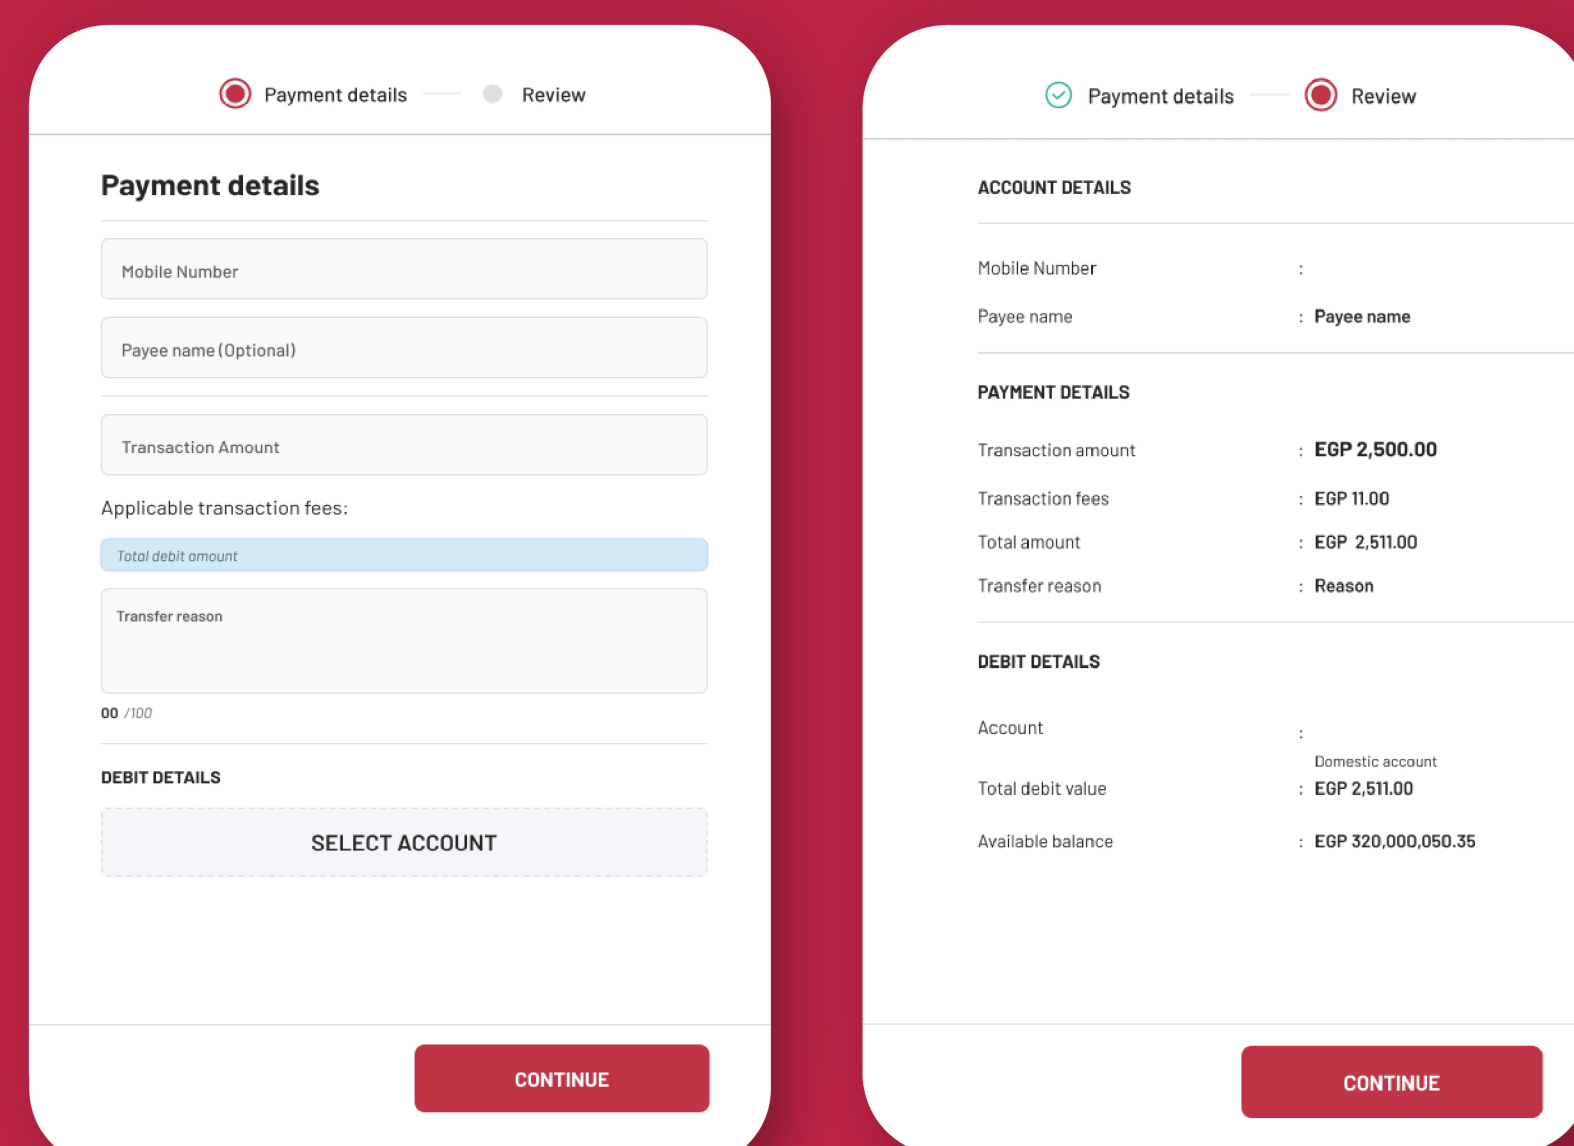 Payment details
Review
Payment details
Mobile Number
Payee name (Optional)
Transaction Amount
Applicable transaction fees:
Total debit amount
Transfer reason
00 /100
DEBIT DETAILS
SELECT ACCOUNT
CONTINUE
Payment details
Review
ACCOUNT DETAILS
Mobile Number :
Payee name : Payee name
PAYMENT DETAILS
Transaction amount : EGP 2,500.00
Transaction fees : EGP 11.00
Total amount : EGP 2,511.00
Transfer reason : Reason
DEBIT DETAILS
Account :
Domestic account
Total debit value : EGP 2,511.00
Available balance : EGP 320,000,050.35
CONTINUE